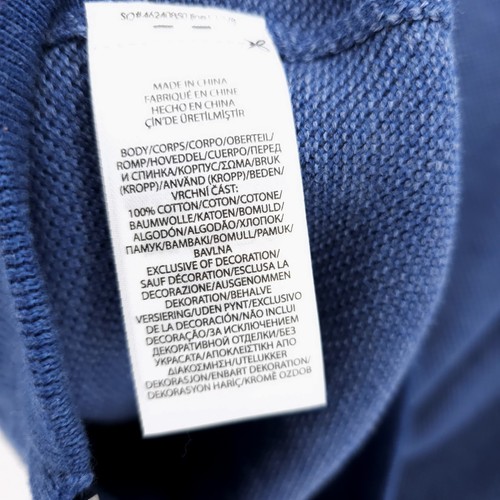 MADE IN CHINA
FABRIQUÉ EN CHINE
HECHO EN CHINA
ÇİN'DE ÜRETİLMİŞTİR
BODY/CORPS/CORPO/OBERTEIL/
ROMP/HOVEDDEL/CUERPO/ПЕРЕД
И СПИНКА/КОРПУС/ΣΩΜΑ/BRUK
(KROPP)/ANVÄND (KROPP)/BEDEN/
VRCHNÍ ČÁST:
100% COTTON/COTON/COTONE/
BAUMWOLLE/KATOEN/BOMULD/
ALGODÓN/ALGODÃO/ХЛОПОК/
ПАМУК/BAMBAKI/BOMULL/PAMUK/
BAVLNA
EXCLUSIVE OF DECORATION/
SAUF DÉCORATION/ESCLUSA LA
DECORAZIONE/AUSGENOMMEN
DEKORATION/BEHALVE
VERSIERING/UDEN PYNT/EXCLUSIVO
DE LA DECORACIÓN/NÃO INCLUI
DECORAÇÃO/ЗА ИСКЛЮЧЕНИЕМ
ДЕКОРАТИВНОЙ ОТДЕЛКИ/БЕЗ
УКРАСАТА/ΑΠΟΚΛΕΙΣΤΙΚΗ ΑΠΟ
ΔΙΑΚΟΣΜΗΣΗ/UTELUKKER
DEKORASJON/ENBART DEKORATION/
DEKORASYON HARİÇ/KROMĚ OZDOB